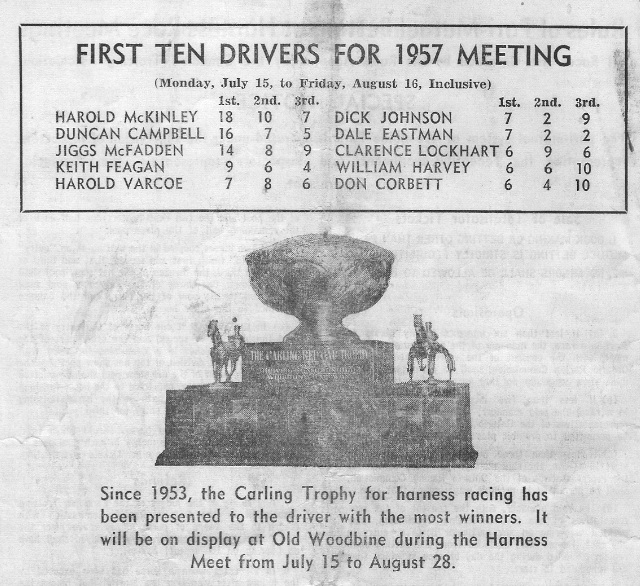 FIRST TEN DRIVERS FOR 1957 MEETING
(Monday, July 15, to Friday, August 16, Inclusive)
1st. 2nd. 3rd.
HAROLD McKINLEY 18 10 7
DUNCAN CAMPBELL 16 7 5
JIGGS McFADDEN 14 8 9
KEITH FEAGAN 9 6 4
HAROLD VARCOE 7 8 6
1st. 2nd. 3rd.
DICK JOHNSON 7 2 9
DALE EASTMAN 7 2 2
CLARENCE LOCKHART 6 9 6
WILLIAM HARVEY 6 6 10
DON CORBETT 6 4 10
THE CARLING RED CAP TROPHY
Since 1953, the Carling Trophy for harness racing has
been presented to the driver with the most winners. It
will be on display at Old Woodbine during the Harness
Meet from July 15 to August 28.